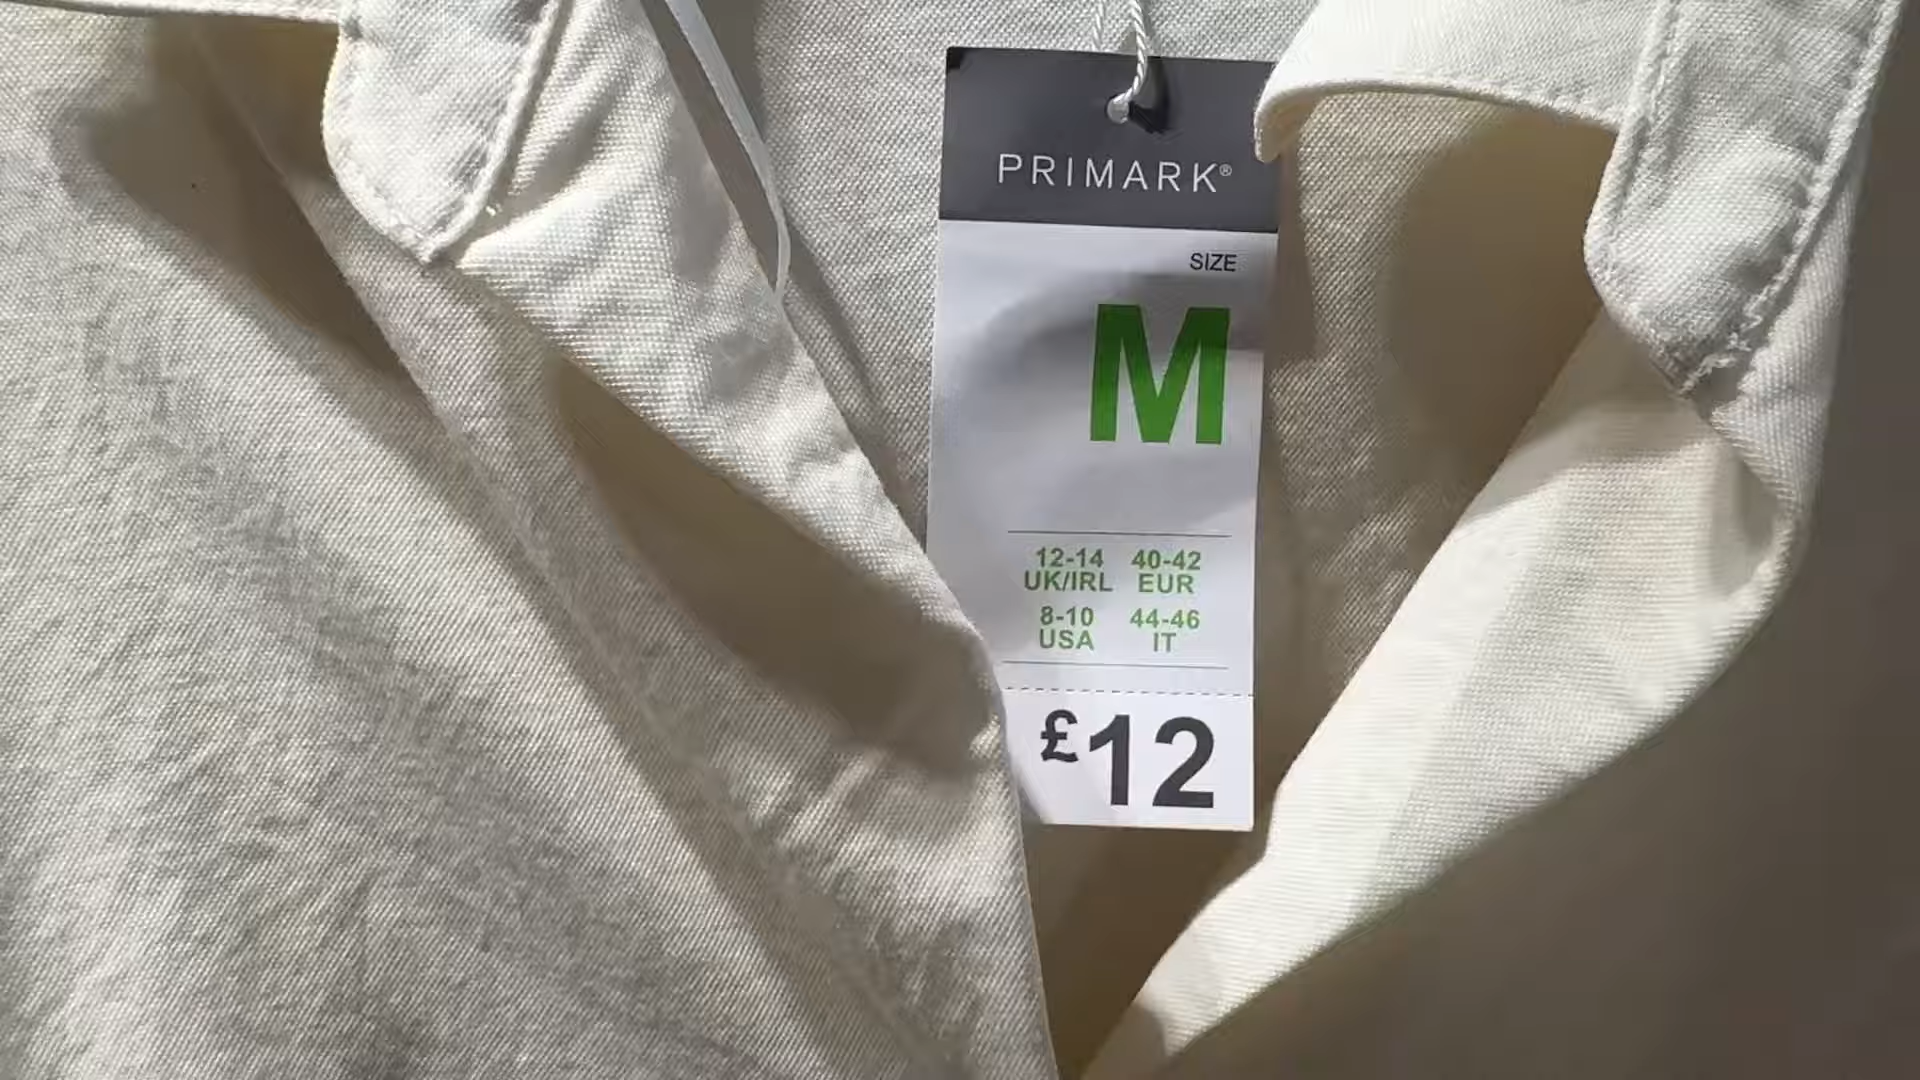 PRIMARK®
SIZE
M
12-14 40-42
UK/IRL EUR
8-10 44-46
USA IT
£12